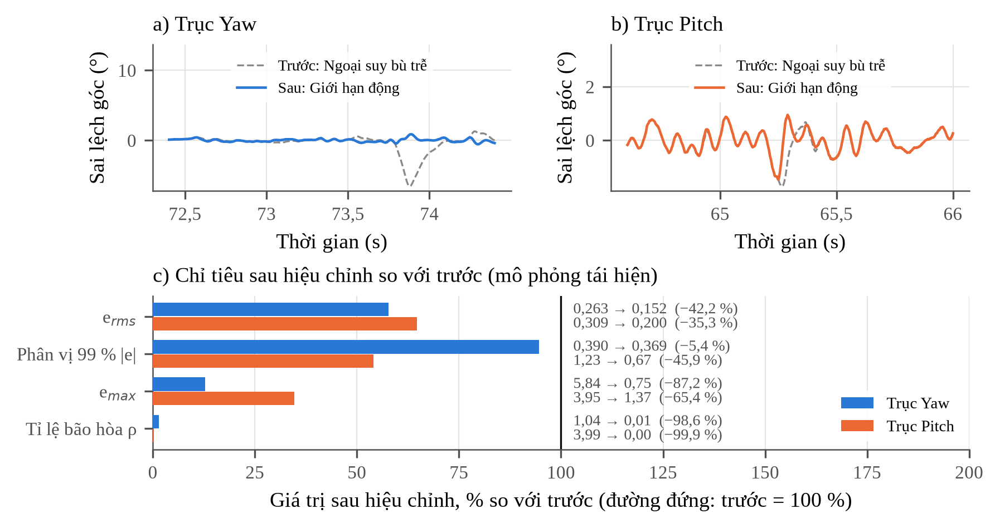 a) Trục Yaw
Sai lệch góc (°)
10
0
Trước: Ngoại suy bù trễ
Sau: Giới hạn động
72,5 73 73,5 74
Thời gian (s)
b) Trục Pitch
Sai lệch góc (°)
2
0
Trước: Ngoại suy bù trễ
Sau: Giới hạn động
65 65,5 66
Thời gian (s)
c) Chỉ tiêu sau hiệu chỉnh so với trước (mô phỏng tái hiện)
erms
0,263 → 0,152 (−42,2 %)
0,309 → 0,200 (−35,3 %)
Phân vị 99 % |e|
0,390 → 0,369 (−5,4 %)
1,23 → 0,67 (−45,9 %)
emax
5,84 → 0,75 (−87,2 %)
3,95 → 1,37 (−65,4 %)
Tỉ lệ bão hòa ρ
1,04 → 0,01 (−98,6 %)
3,99 → 0,00 (−99,9 %)
Trục Yaw
Trục Pitch
0 25 50 75 100 125 150 175 200
Giá trị sau hiệu chỉnh, % so với trước (đường đứng: trước = 100 %)